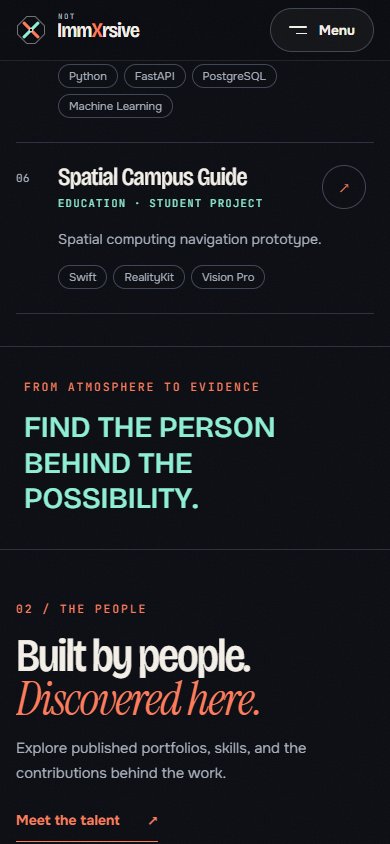 NOT
ImmXrsive
Menu
Python
FastAPI
PostgreSQL
Machine Learning
06
Spatial Campus Guide
↗
EDUCATION · STUDENT PROJECT
Spatial computing navigation prototype.
Swift
RealityKit
Vision Pro
FROM ATMOSPHERE TO EVIDENCE
FIND THE PERSON
BEHIND THE
POSSIBILITY.
02 / THE PEOPLE
Built by people.
Discovered here.
Explore published portfolios, skills, and the
contributions behind the work.
Meet the talent ↗